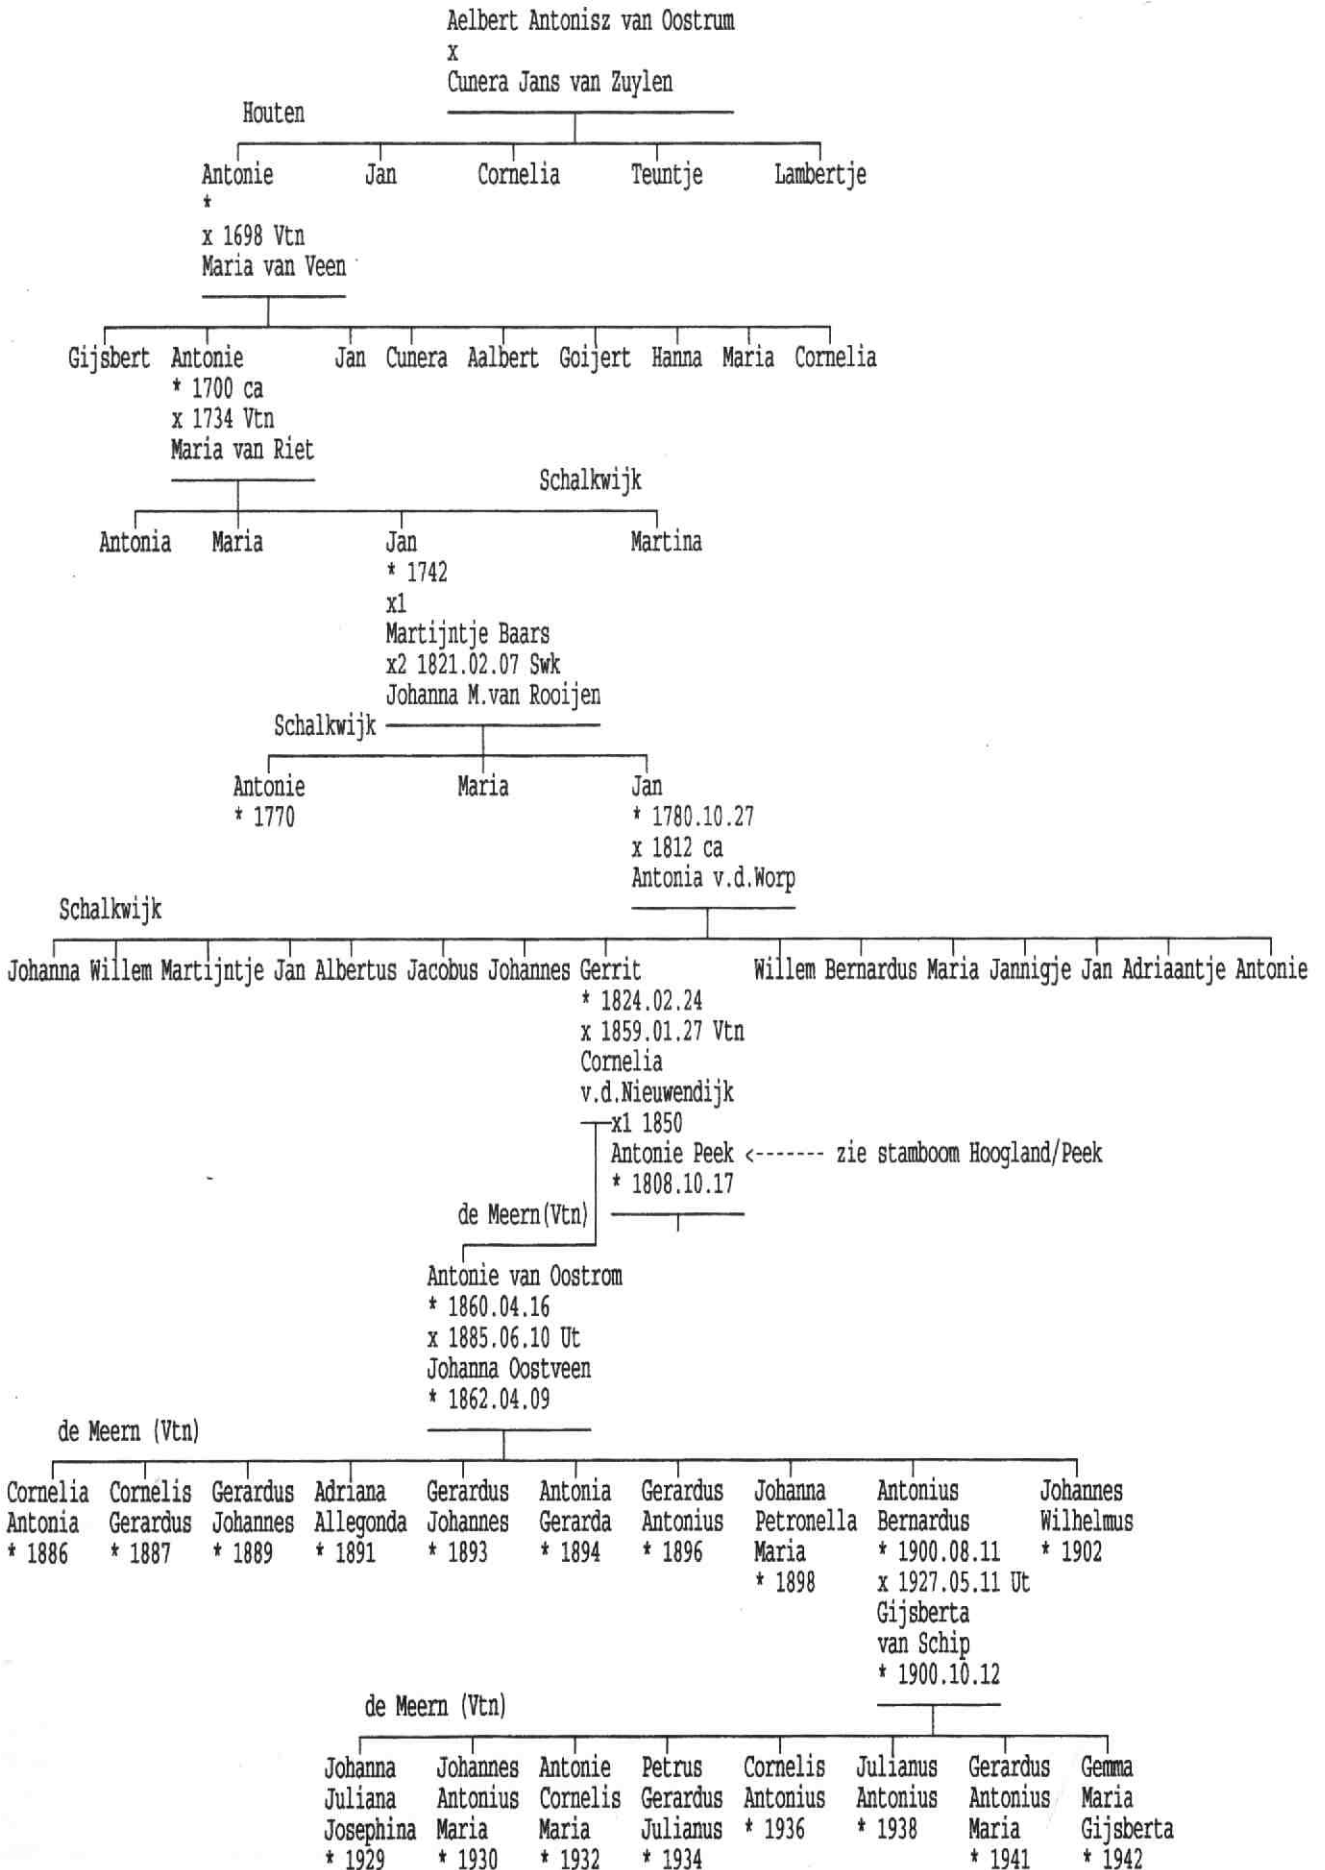 Aelbert Antonisz van Oostrum
x
Cunera Jans van Zuylen
Houten
Antonie Jan Cornelia Teuntje Lambertje
*
x 1698 Vtn
Maria van Veen
Gijsbert Antonie Jan Cunera Aalbert Goijert Hanna Maria Cornelia
* 1700 ca
x 1734 Vtn
Maria van Riet
Schalkwijk
Antonia Maria Jan Martina
* 1742
x1
Martijntje Baars
x2 1821.02.07 Swk
Johanna M.van Rooijen
Schalkwijk
Antonie Maria Jan
* 1770 * 1780.10.27
x 1812 ca
Antonia v.d.Worp
Schalkwijk
Johanna Willem Martijntje Jan Albertus Jacobus Johannes Gerrit Willem Bernardus Maria Jannigje Jan Adriaantje Antonie
* 1824.02.24
x 1859.01.27 Vtn
Cornelia
v.d.Nieuwendijk
x1 1850
Antonie Peek <------- zie stamboom Hoogland/Peek
* 1808.10.17
de Meern(Vtn)
Antonie van Oostrom
* 1860.04.16
x 1885.06.10 Ut
Johanna Oostveen
* 1862.04.09
de Meern (Vtn)
Cornelia Cornelis Gerardus Adriana Gerardus Antonia Gerardus Johanna Antonius Johannes
Antonia Gerardus Johannes Allegonda Johannes Gerarda Antonius Petronella Bernardus Wilhelmus
* 1886 * 1887 * 1889 * 1891 * 1893 * 1894 * 1896 Maria * 1900.08.11 * 1902
* 1898 x 1927.05.11 Ut
Gijsberta
van Schip
* 1900.10.12
de Meern (Vtn)
Johanna Johannes Antonie Petrus Cornelis Julianus Gerardus Gemma
Juliana Antonius Cornelis Gerardus Antonius Antonius Antonius Maria
Josephina Maria Maria Julianus * 1936 * 1938 Maria Gijsberta
* 1929 * 1930 * 1932 * 1934 * 1941 * 1942